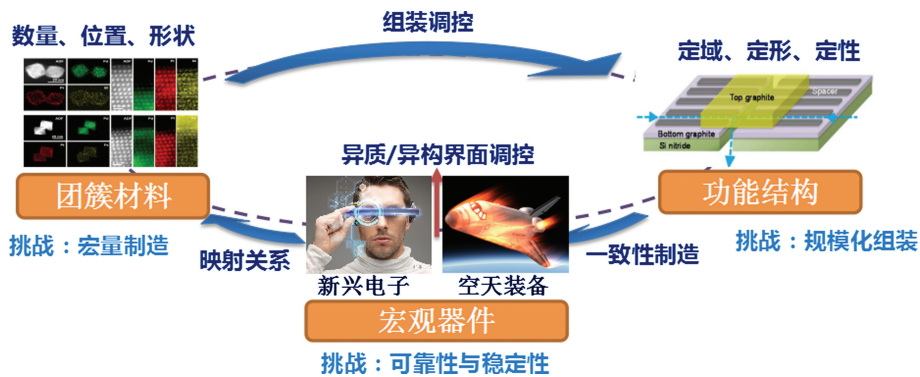 组装调控
数量、位置、形状
定域、定形、定性
Top graphite
Spacer
Bottom graphite
Si nitride
异质/异构界面调控
团簇材料
功能结构
挑战：宏量制造
映射关系
一致性制造
挑战：规模化组装
新兴电子
空天装备
宏观器件
挑战：可靠性与稳定性